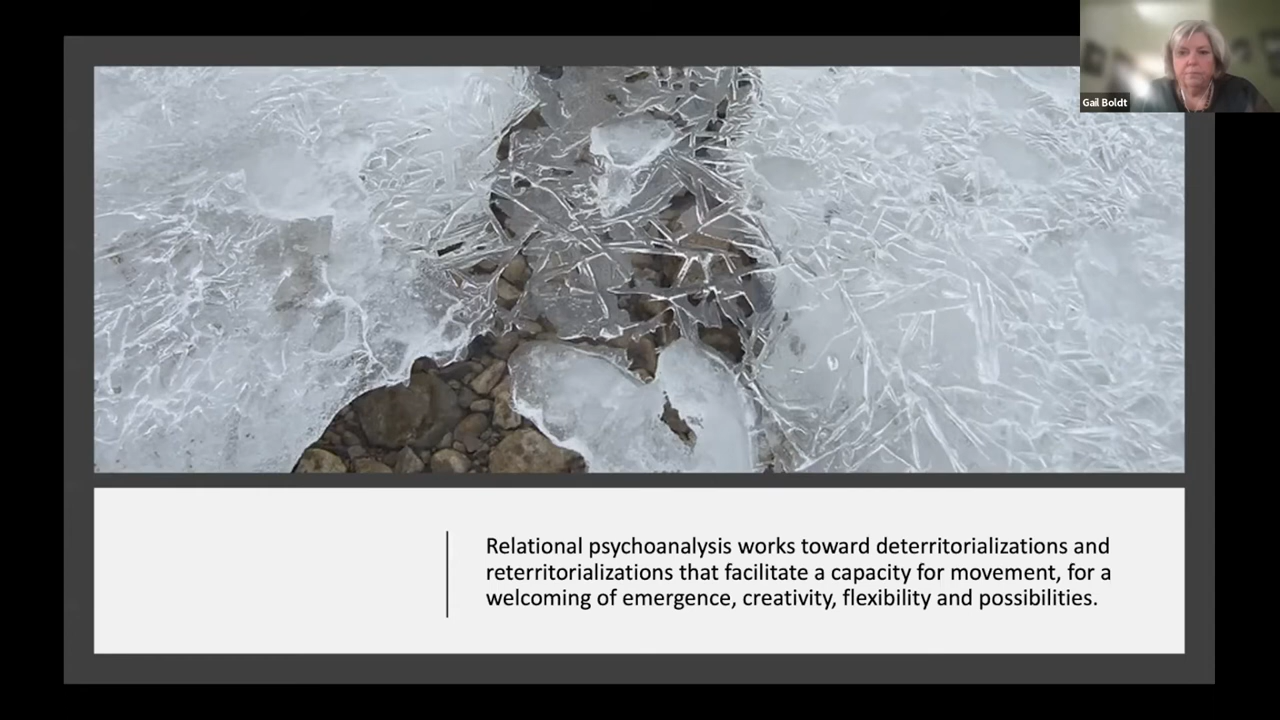 Gail Boldt
Relational psychoanalysis works toward deterritorializations and
reterritorializations that facilitate a capacity for movement, for a
welcoming of emergence, creativity, flexibility and possibilities.